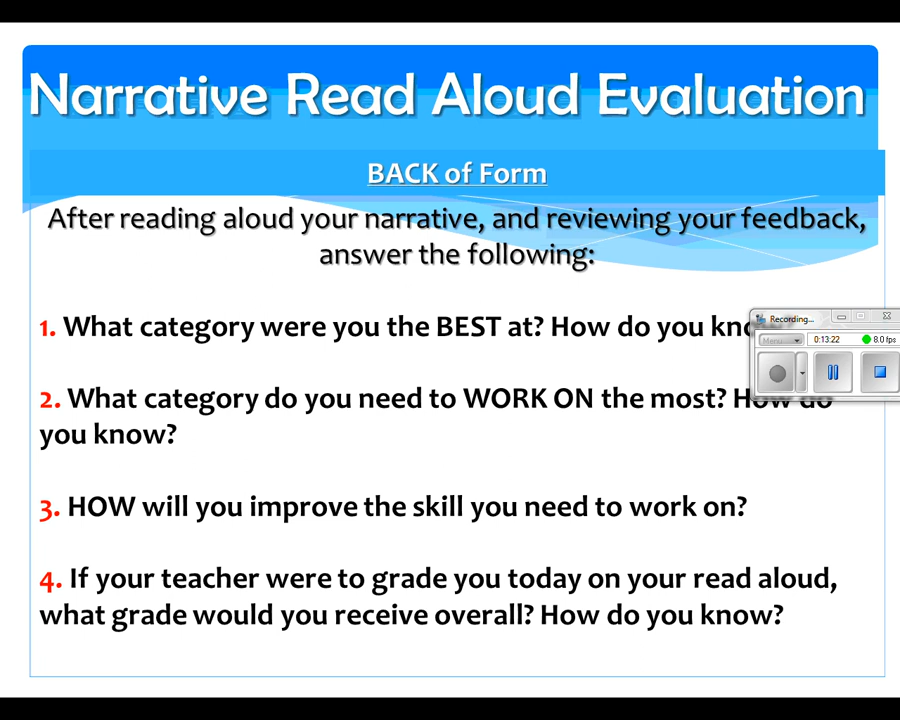 Narrative Read Aloud Evaluation
BACK of Form
After reading aloud your narrative, and reviewing your feedback,
answer the following:
1. What category were you the BEST at? How do you
Recording...
Menu
0:13:22
8.0 fps
2. What category do you need to WORK ON the most? How do
you know?
3. HOW will you improve the skill you need to work on?
4. If your teacher were to grade you today on your read aloud,
what grade would you receive overall? How do you know?